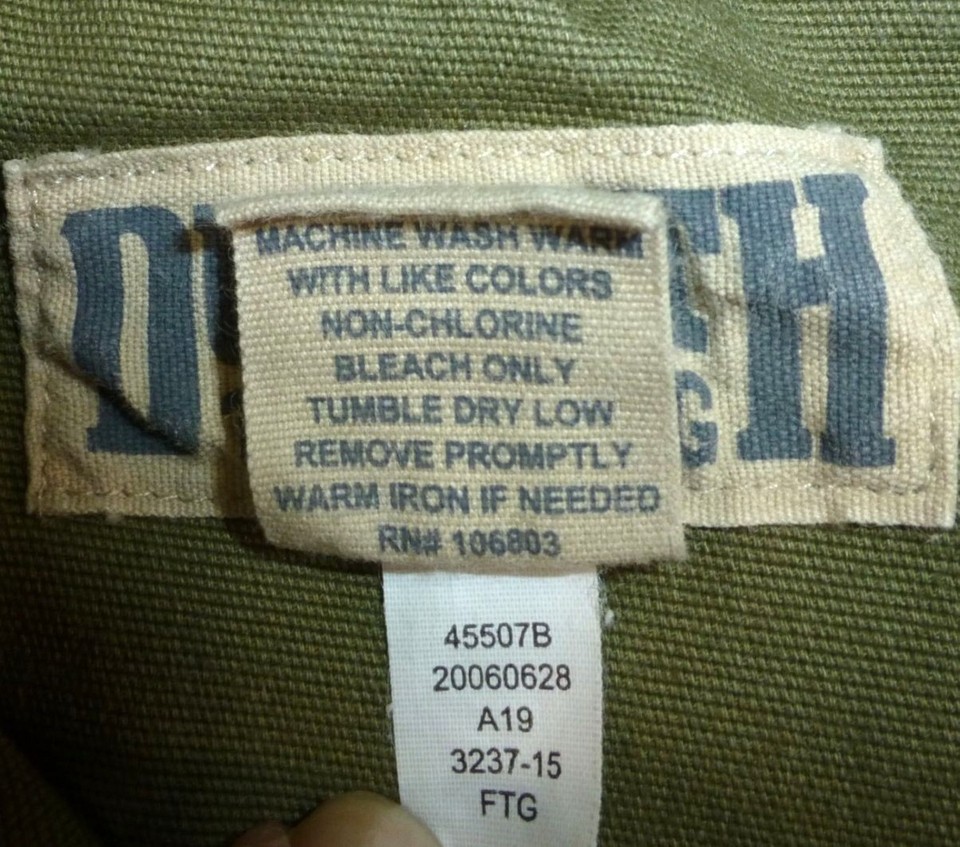 MACHINE WASH WARM
WITH LIKE COLORS
NON-CHLORINE
BLEACH ONLY
TUMBLE DRY LOW
REMOVE PROMPTLY
WARM IRON IF NEEDED
RN# 106803
45507B
20060628
A19
3237-15
FTG